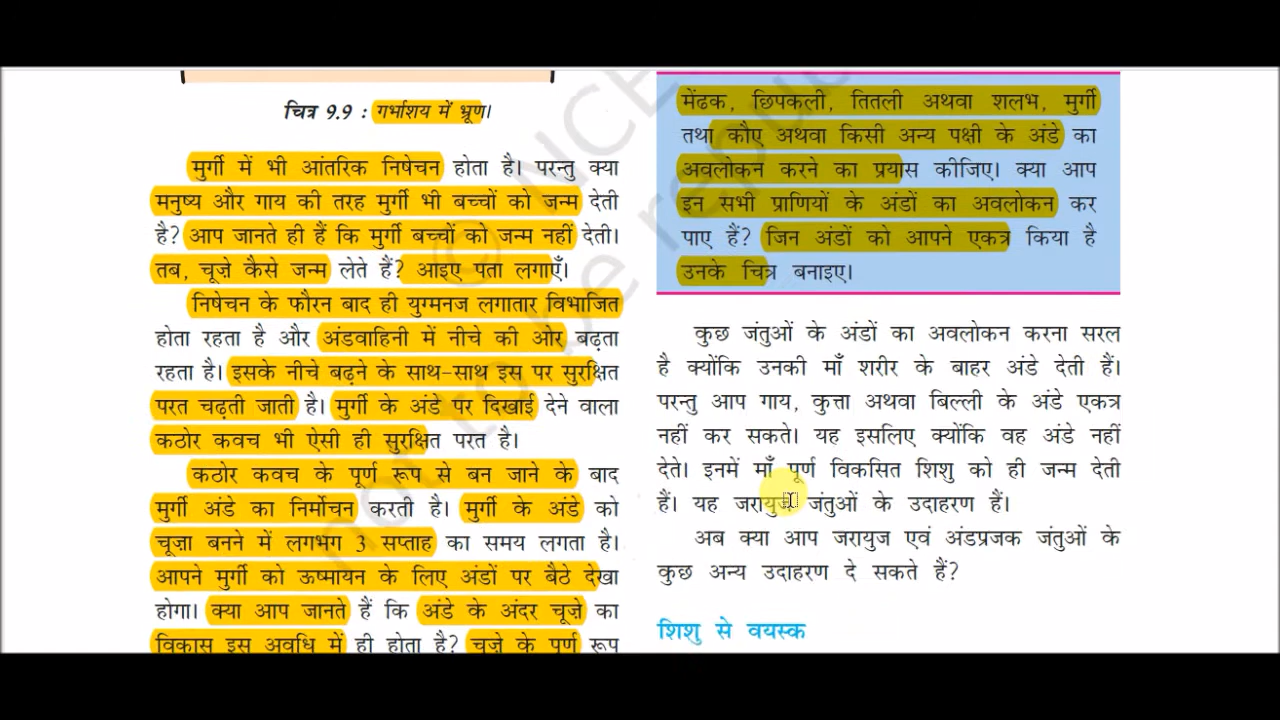 चित्र 9.9 : गर्भाशय में भ्रूण।
मुर्गी में भी आंतरिक निषेचन होता है। परन्तु क्या
मनुष्य और गाय की तरह मुर्गी भी बच्चों को जन्म देती
है? आप जानते ही हैं कि मुर्गी बच्चों को जन्म नहीं देती।
तब, चूज़े कैसे जन्म लेते हैं? आइए पता लगाएँ।
निषेचन के फौरन बाद ही युग्मनज लगातार विभाजित
होता रहता है और अंडवाहिनी में नीचे की ओर बढ़ता
रहता है। इसके नीचे बढ़ने के साथ-साथ इस पर सुरक्षित
परत चढ़ती जाती है। मुर्गी के अंडे पर दिखाई देने वाला
कठोर कवच भी ऐसी ही सुरक्षित परत है।
कठोर कवच के पूर्ण रूप से बन जाने के बाद
मुर्गी अंडे का निर्मोचन करती है। मुर्गी के अंडे को
चूज़ा बनने में लगभग 3 सप्ताह का समय लगता है।
आपने मुर्गी को ऊष्मायन के लिए अंडों पर बैठे देखा
होगा। क्या आप जानते हैं कि अंडे के अंदर चूज़े का
विकास इस अवधि में ही होता है? चूज़े के पूर्ण रूप
मेंढक, छिपकली, तितली अथवा शलभ, मुर्गी
तथा कौए अथवा किसी अन्य पक्षी के अंडे का
अवलोकन करने का प्रयास कीजिए। क्या आप
इन सभी प्राणियों के अंडों का अवलोकन कर
पाए हैं? जिन अंडों को आपने एकत्र किया है
उनके चित्र बनाइए।
कुछ जंतुओं के अंडों का अवलोकन करना सरल
है क्योंकि उनकी माँ शरीर के बाहर अंडे देती हैं।
परन्तु आप गाय, कुत्ता अथवा बिल्ली के अंडे एकत्र
नहीं कर सकते। यह इसलिए क्योंकि वह अंडे नहीं
देते। इनमें माँ पूर्ण विकसित शिशु को ही जन्म देती
हैं। यह जरायुज जंतुओं के उदाहरण हैं।
अब क्या आप जरायुज एवं अंडप्रजक जंतुओं के
कुछ अन्य उदाहरण दे सकते हैं?
शिशु से वयस्क